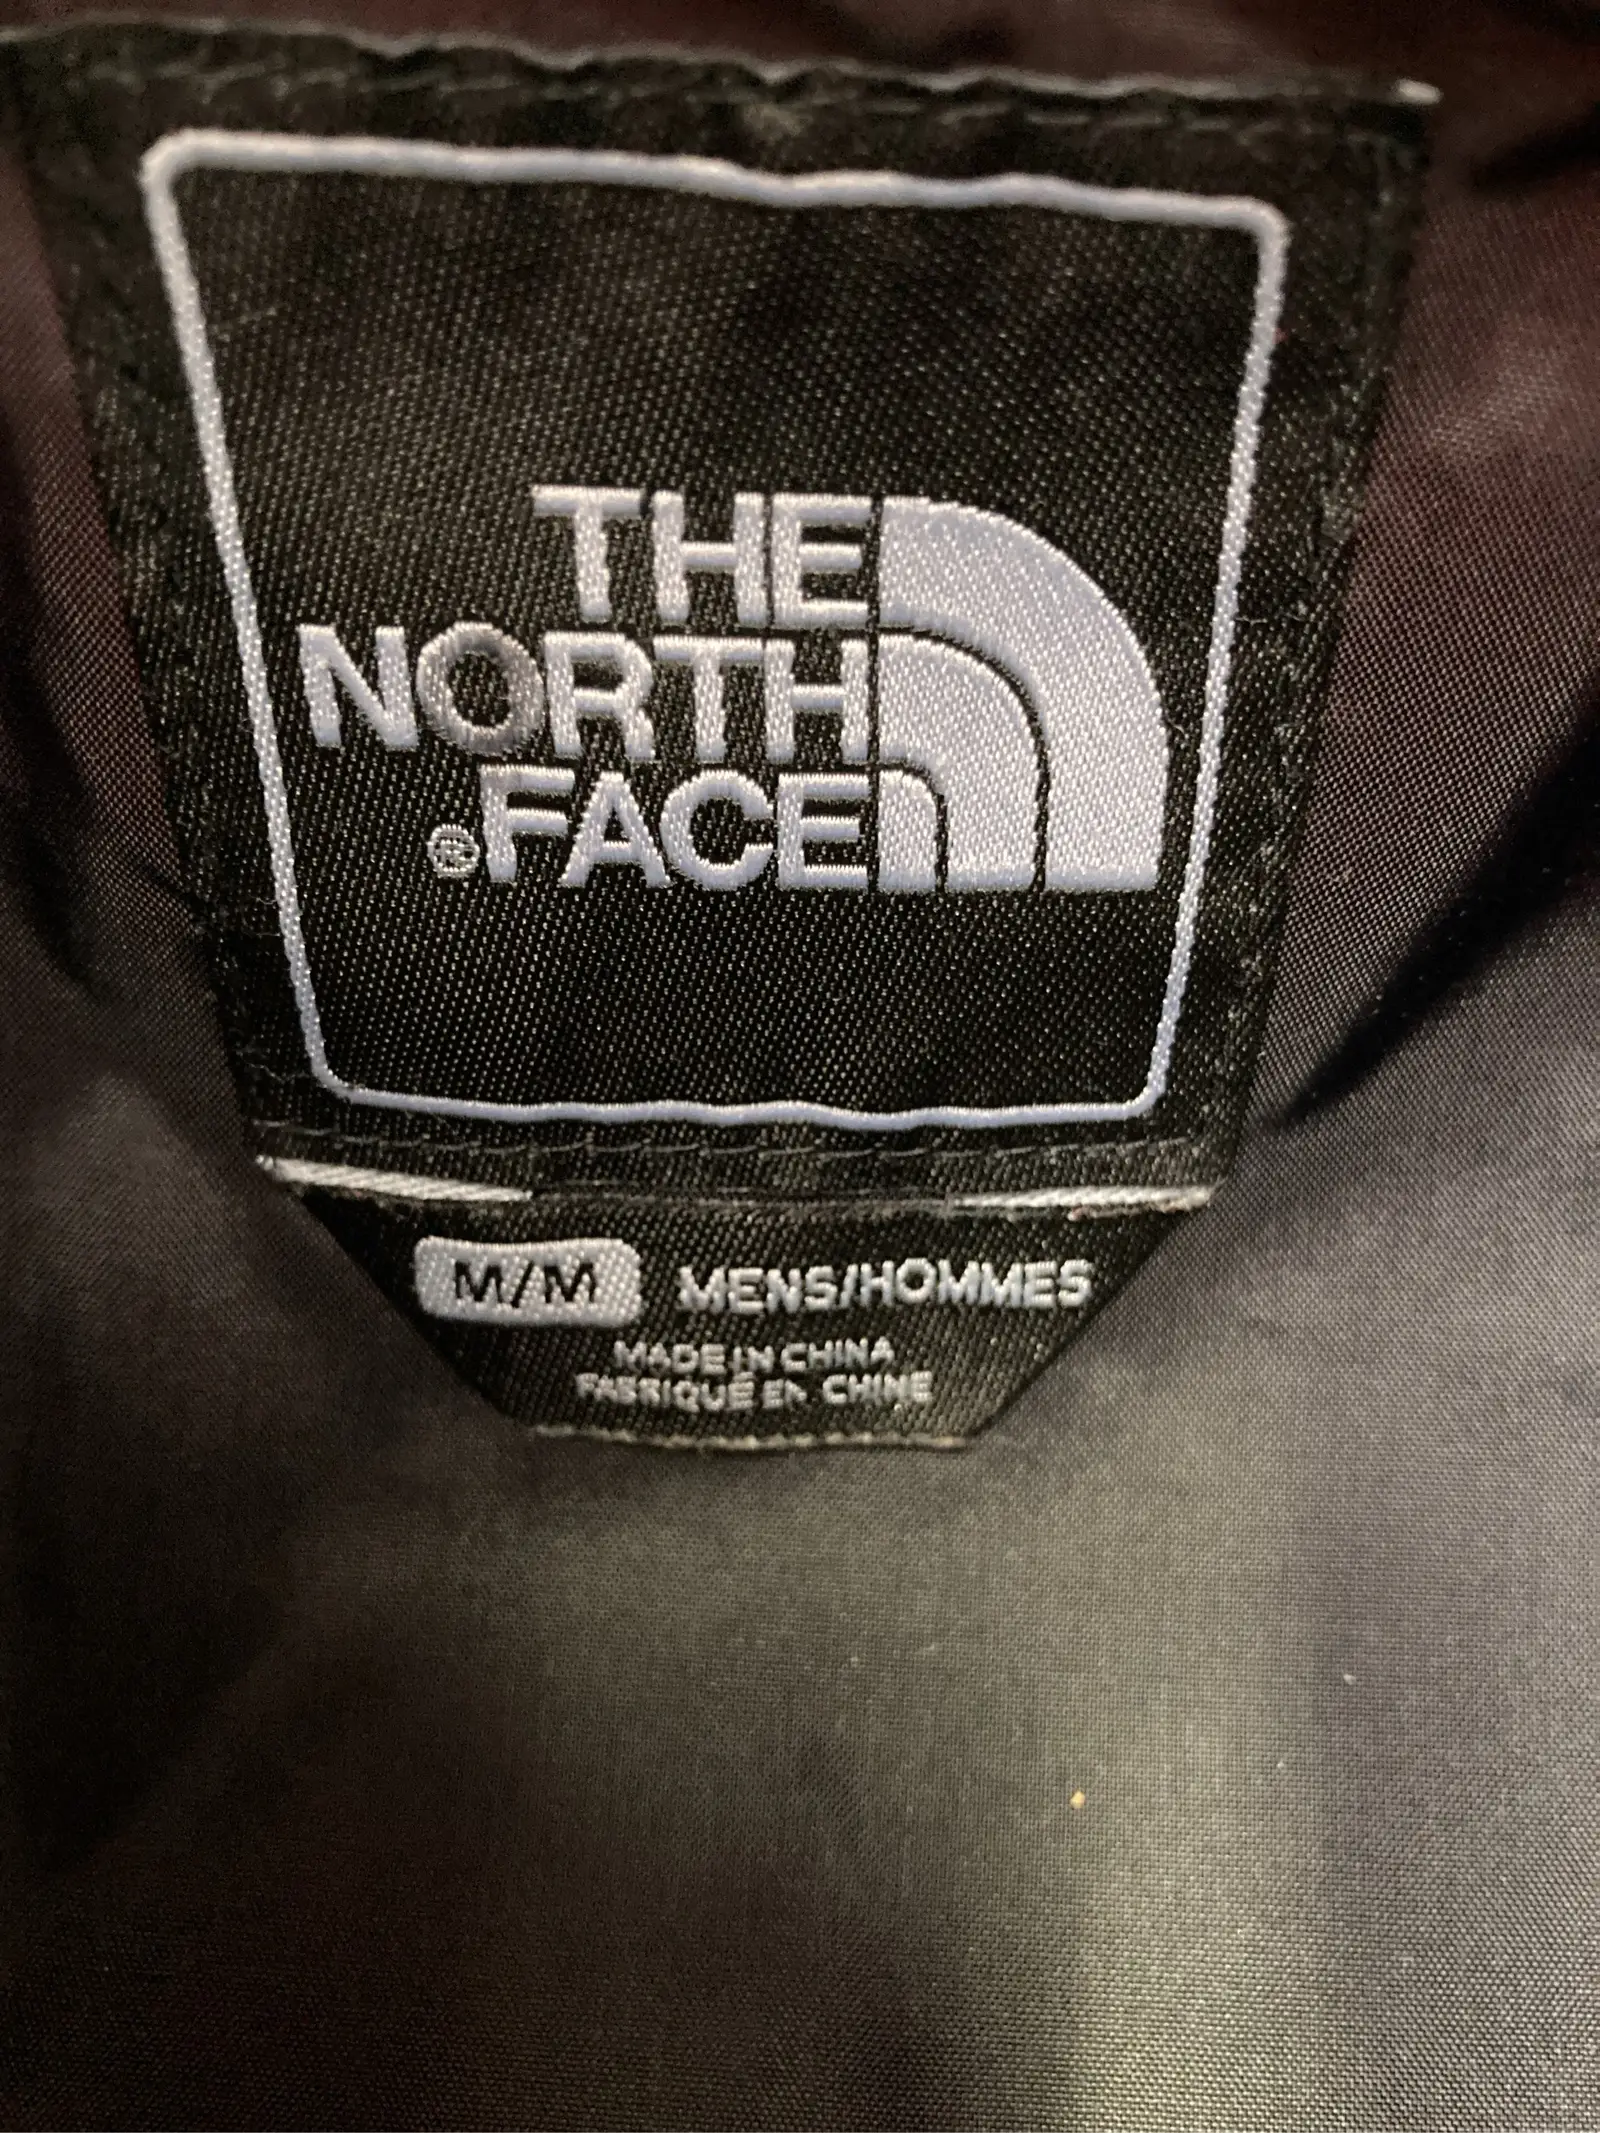 THE
NORTH
®FACE
M/M MENS/HOMMES
MADE IN CHINA
FABRIQUÉ EN CHINE